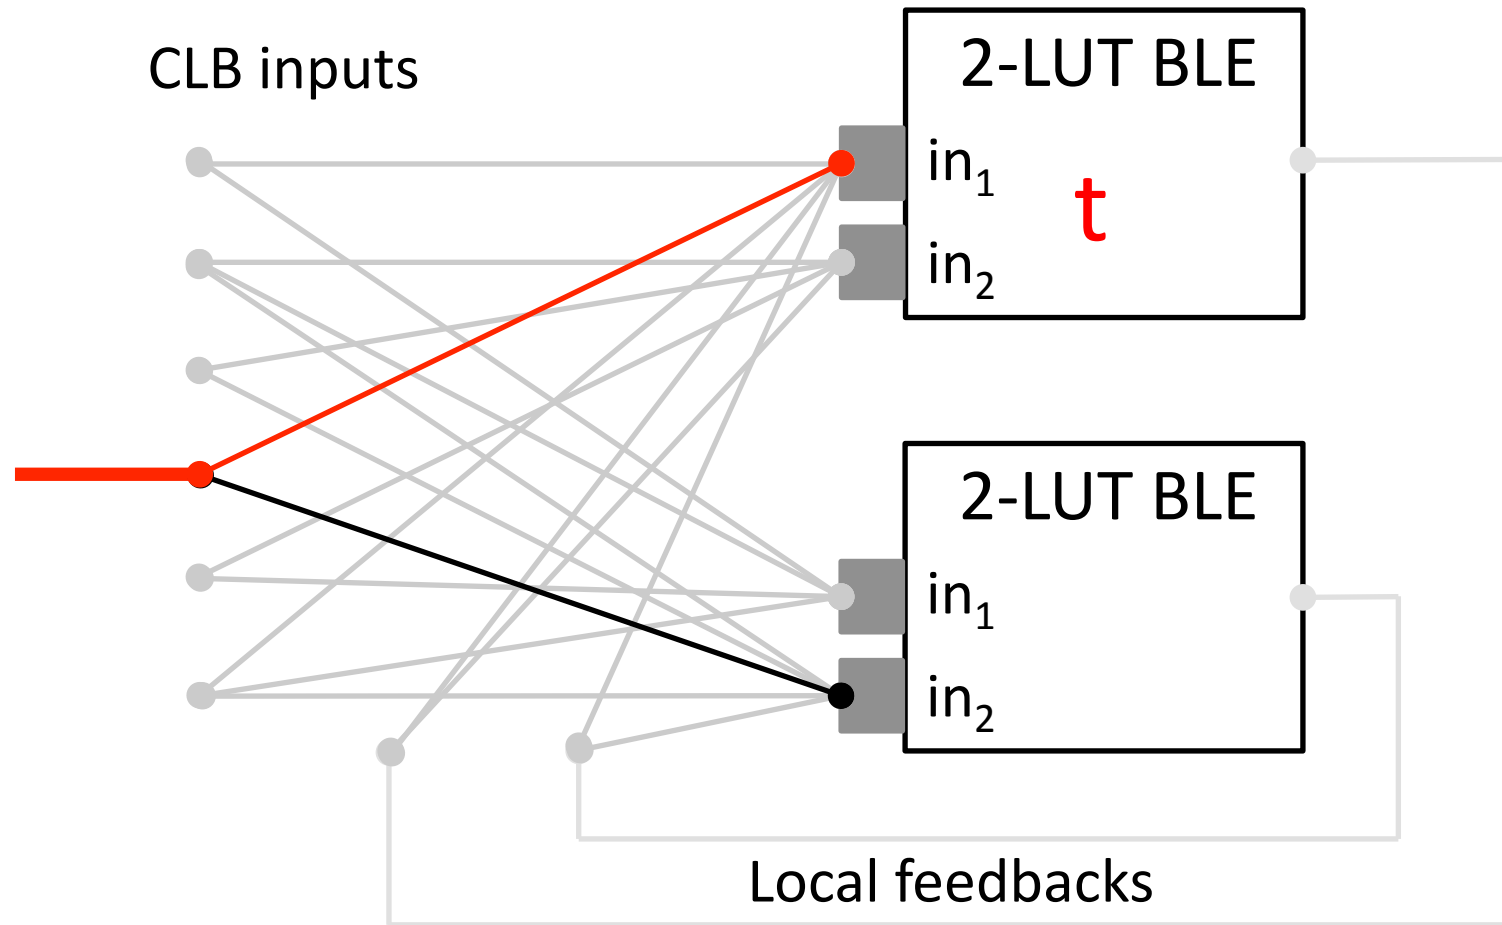 CLB inputs
2-LUT BLE
in1
t
in2
2-LUT BLE
in1
in2
Local feedbacks